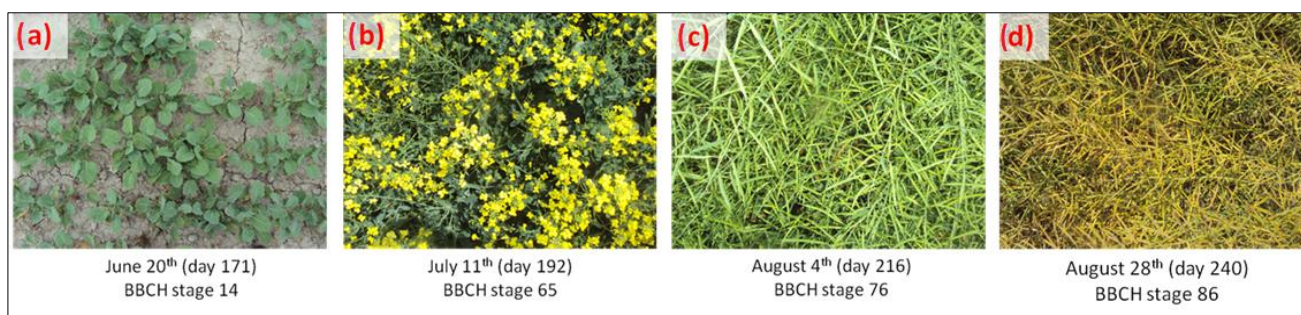 (a)
(b)
(c)
(d)
June 20th (day 171)
BBCH stage 14
July 11th (day 192)
BBCH stage 65
August 4th (day 216)
BBCH stage 76
August 28th (day 240)
BBCH stage 86